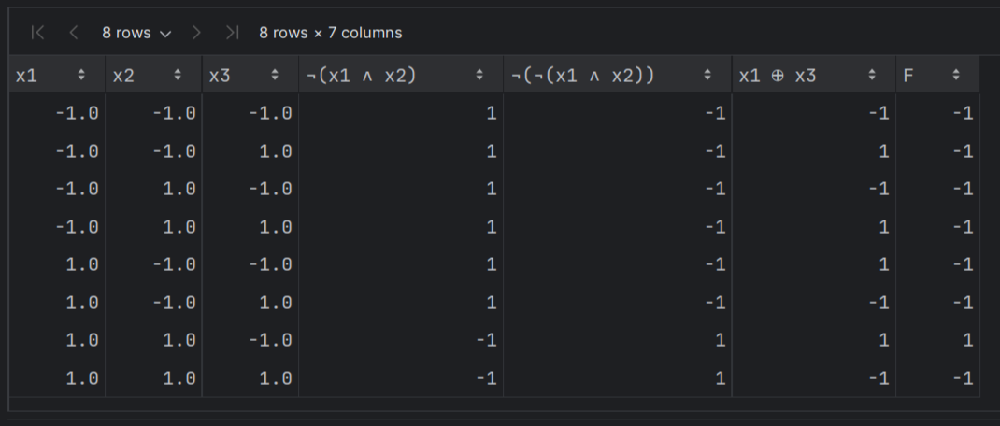 8 rows 8 rows × 7 columns
x1 x2 x3 ¬(x1 ∧ x2) ¬(¬(x1 ∧ x2)) x1 ⊕ x3 F
-1.0 -1.0 -1.0 1 -1 -1 -1
-1.0 -1.0 1.0 1 -1 1 -1
-1.0 1.0 -1.0 1 -1 -1 -1
-1.0 1.0 1.0 1 -1 1 -1
1.0 -1.0 -1.0 1 -1 1 -1
1.0 -1.0 1.0 1 -1 -1 -1
1.0 1.0 -1.0 -1 1 1 1
1.0 1.0 1.0 -1 1 -1 -1